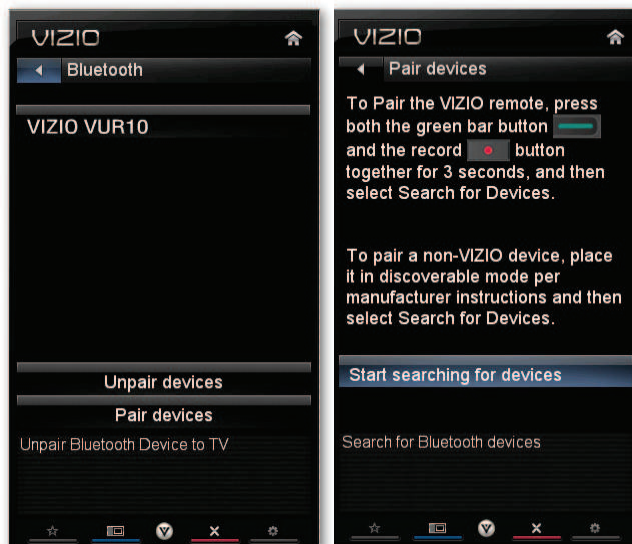 VIZIO
Bluetooth
VIZIO VUR10
Unpair devices
Pair devices
Unpair Bluetooth Device to TV
V
X
VIZIO
Pair devices
To Pair the VIZIO remote, press
both the green bar button
and the record button
together for 3 seconds, and then
select Search for Devices.
To pair a non-VIZIO device, place
it in discoverable mode per
manufacturer instructions and then
select Search for Devices.
Start searching for devices
Search for Bluetooth devices
V
X